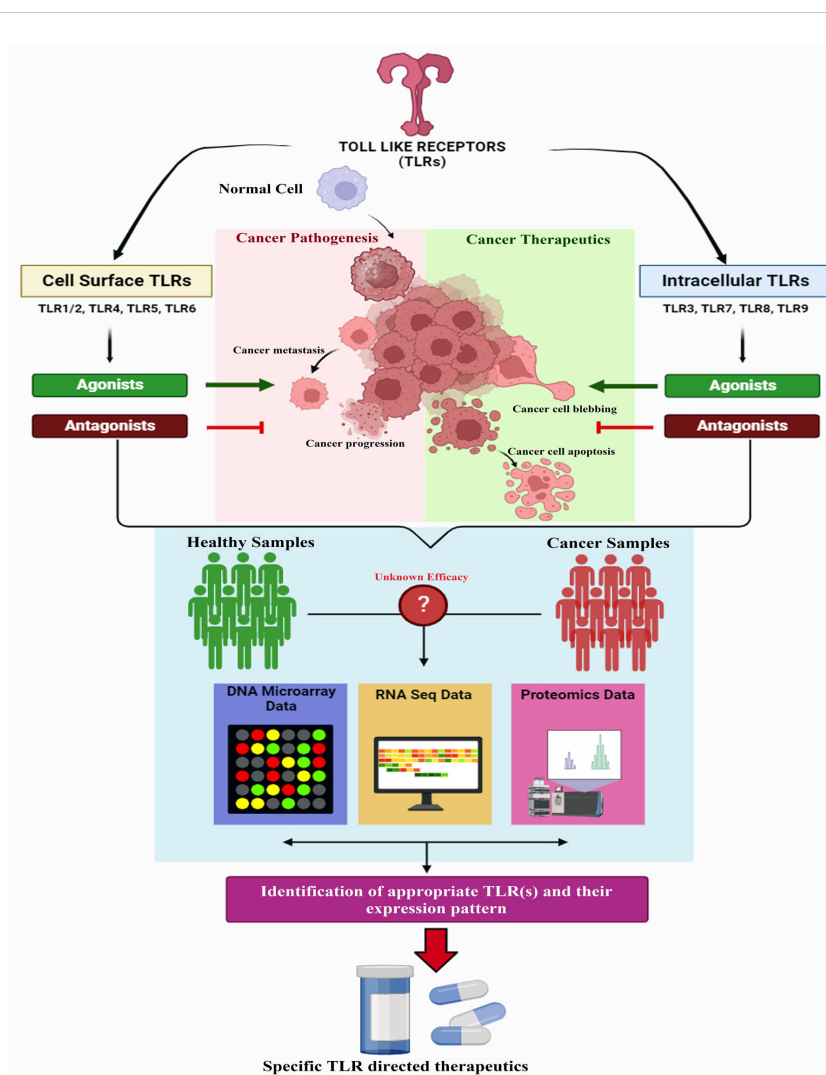 TOLL LIKE RECEPTORS
(TLRs)
Normal Cell
Cancer Pathogenesis
Cancer Therapeutics
Cell Surface TLRs
TLR1/2, TLR4, TLR5, TLR6
Intracellular TLRs
TLR3, TLR7, TLR8, TLR9
Cancer metastasis
Agonists
Agonists
Cancer cell blebbing
Antagonists
Antagonists
Cancer progression
Cancer cell apoptosis
Healthy Samples
Cancer Samples
Unknown Efficacy
?
DNA Microarray
Data
RNA Seq Data
Proteomics Data
Identification of appropriate TLR(s) and their
expression pattern
Specific TLR directed therapeutics